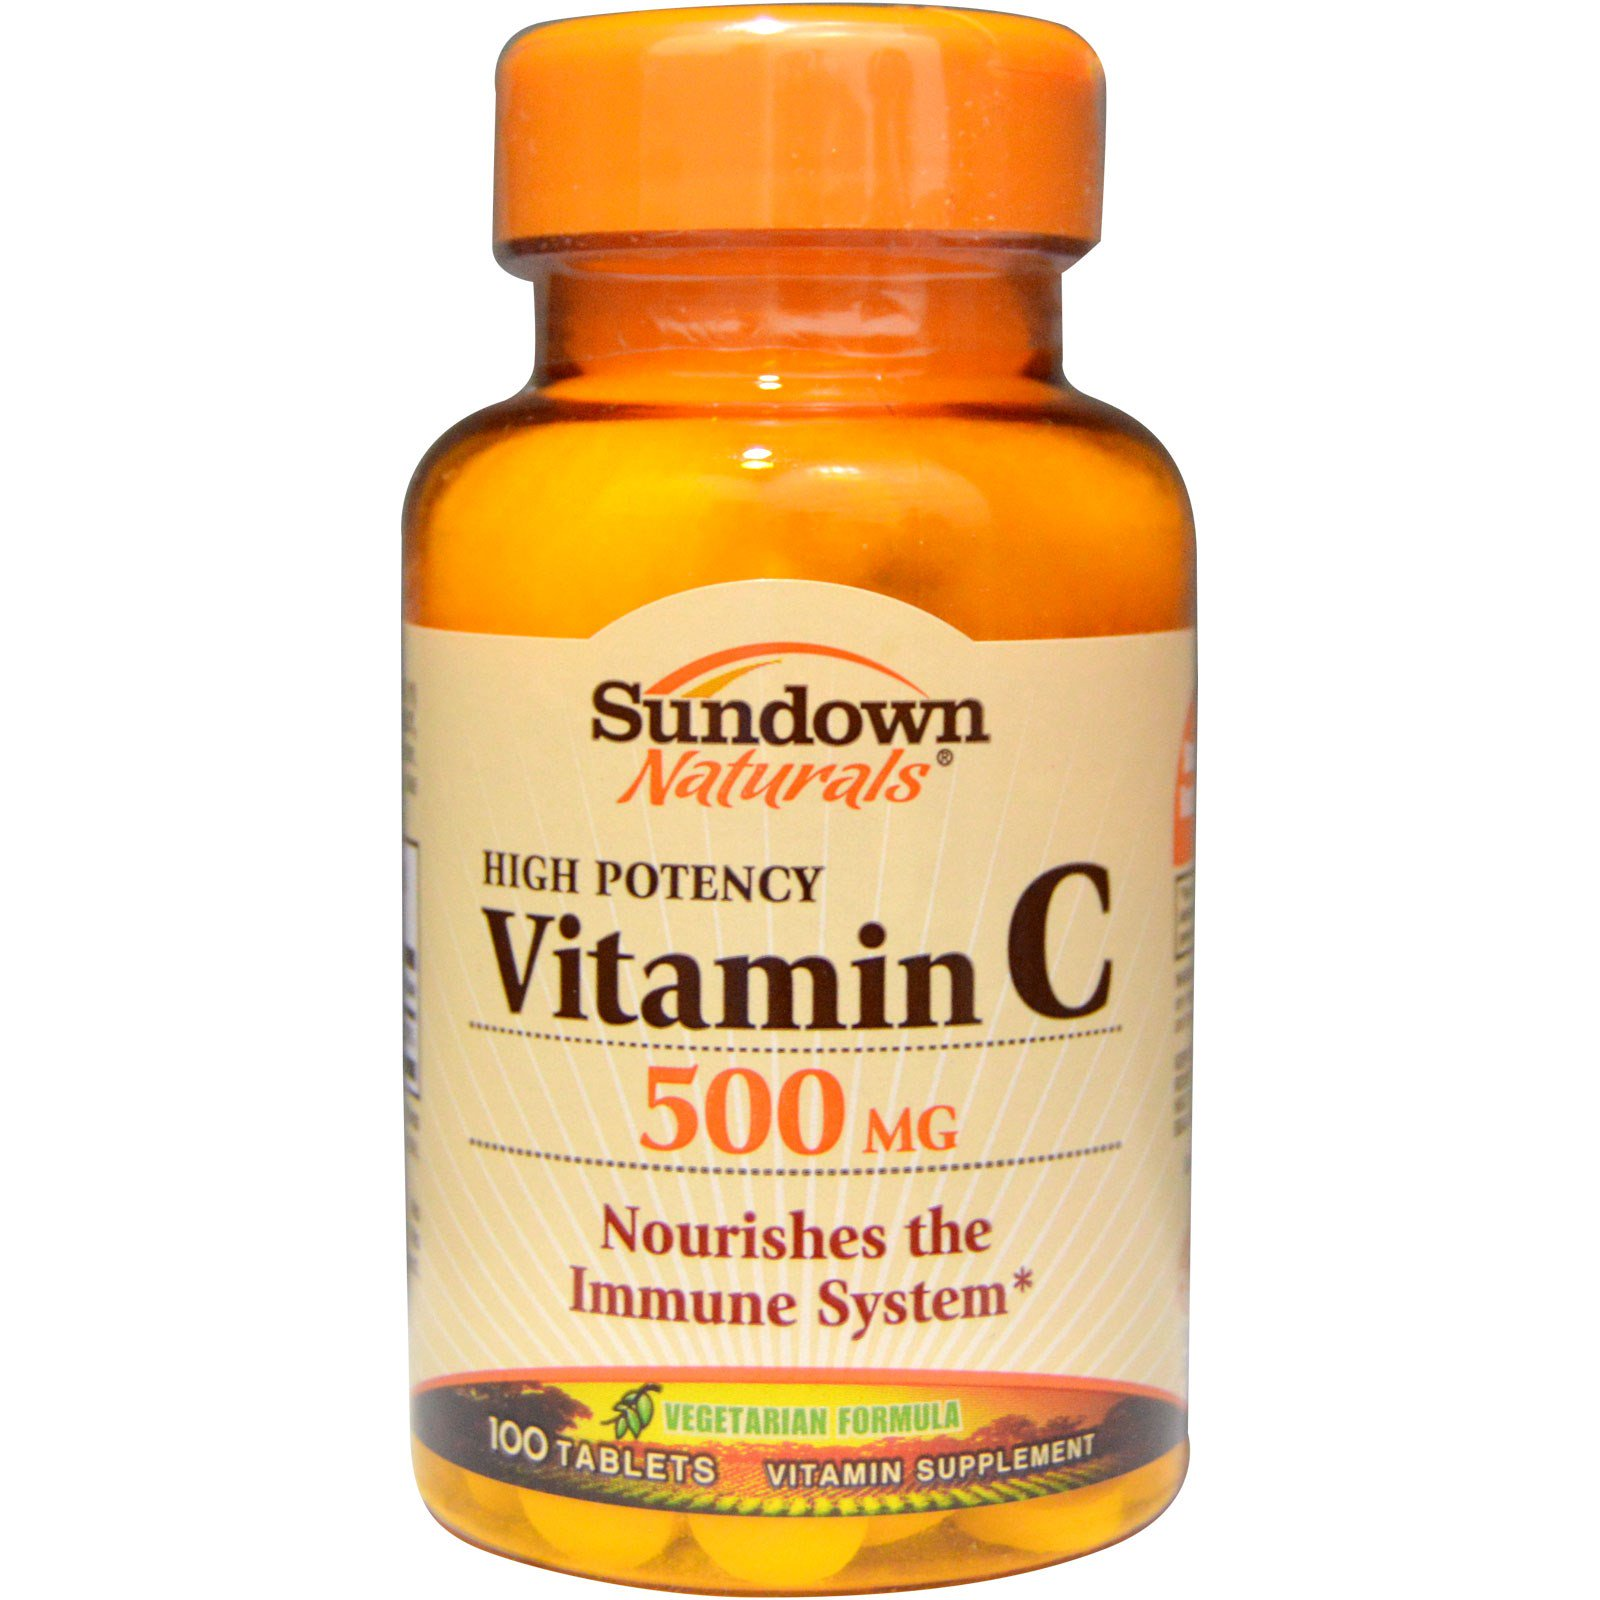 Sundown
Naturals®
HIGH POTENCY
Vitamin C
500 MG
Nourishes the
Immune System*
VEGETARIAN FORMULA
100 TABLETS VITAMIN SUPPLEMENT